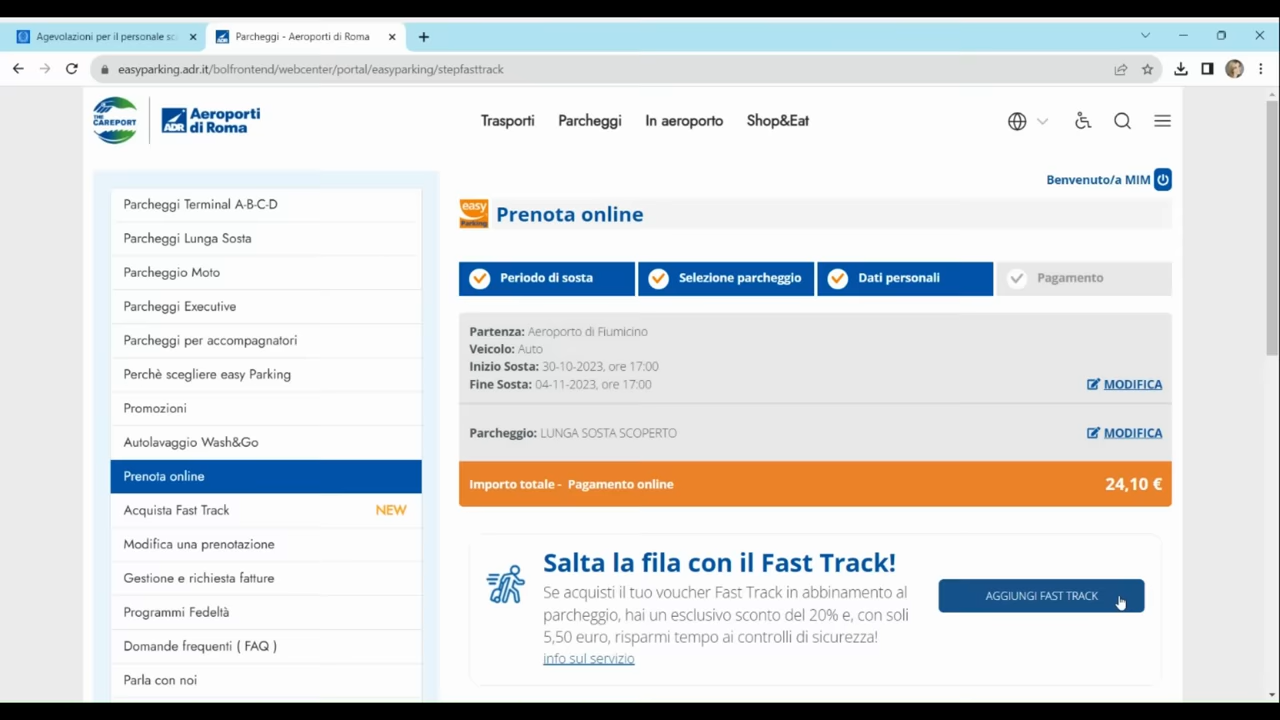 Agevolazioni per il personale sc
Parcheggi - Aeroporti di Roma
easyparking.adr.it/bolfrontend/webcenter/portal/easyparking/stepfasttrack
THE CAREPORT
ADR
Aeroporti
di Roma
Trasporti
Parcheggi
In aeroporto
Shop&Eat
Benvenuto/a MIM
Parcheggi Terminal A-B-C-D
Parcheggi Lunga Sosta
Parcheggio Moto
Parcheggi Executive
Parcheggi per accompagnatori
Perchè scegliere easy Parking
Promozioni
Autolavaggio Wash&Go
Prenota online
Acquista Fast Track NEW
Modifica una prenotazione
Gestione e richiesta fatture
Programmi Fedeltà
Domande frequenti ( FAQ )
Parla con noi
easy
Parking
Prenota online
Periodo di sosta
Selezione parcheggio
Dati personali
Pagamento
Partenza: Aeroporto di Fiumicino
Veicolo: Auto
Inizio Sosta: 30-10-2023, ore 17:00
Fine Sosta: 04-11-2023, ore 17:00
MODIFICA
Parcheggio: LUNGA SOSTA SCOPERTO
MODIFICA
Importo totale - Pagamento online 24,10 €
Salta la fila con il Fast Track!
Se acquisti il tuo voucher Fast Track in abbinamento al
parcheggio, hai un esclusivo sconto del 20% e, con soli
5,50 euro, risparmi tempo ai controlli di sicurezza!
info sul servizio
AGGIUNGI FAST TRACK